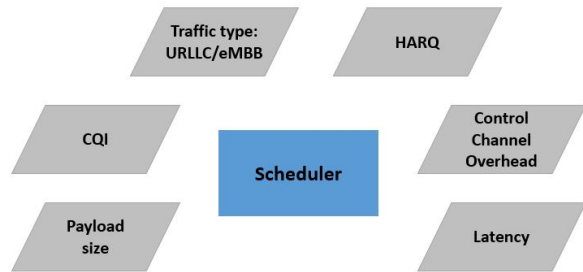 Traffic type:
URLLC/eMBB
HARQ
CQI
Control
Channel
Overhead
Scheduler
Payload
size
Latency